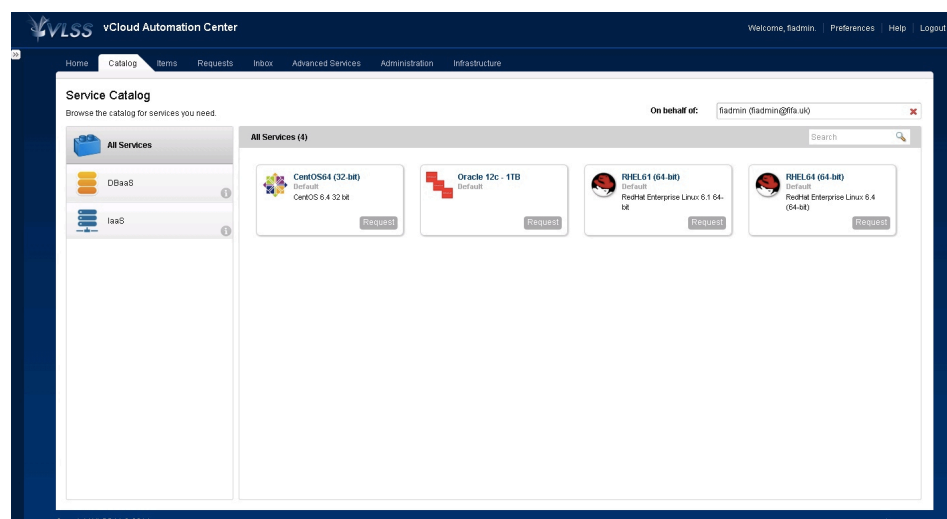 VLSS vCloud Automation Center
Welcome, fiadmin. Preferences Help Logout
Home Catalog Items Requests Inbox Advanced Services Administration Infrastructure
Service Catalog
Browse the catalog for services you need.
On behalf of: fiadmin (fiadmin@fifa.uk)
All Services
DBaaS
IaaS
All Services (4)
Search
CentOS64 (32-bit)
Default
CentOS 6.4 32 bit
Request
Oracle 12c - 1TB
Default
Request
RHEL61 (64-bit)
Default
RedHat Enterprise Linux 6.1 64-
bit
Request
RHEL64 (64-bit)
Default
RedHat Enterprise Linux 6.4
(64-bit)
Request